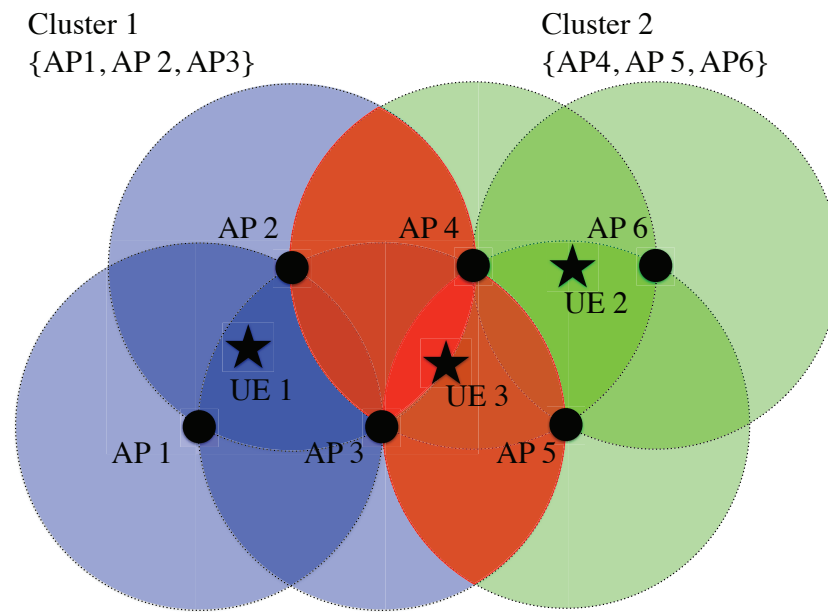 Cluster 1
{AP1, AP 2, AP3}
Cluster 2
{AP4, AP 5, AP6}
AP 2
AP 4
AP 6
UE 2
UE 1
UE 3
AP 1
AP 3
AP 5